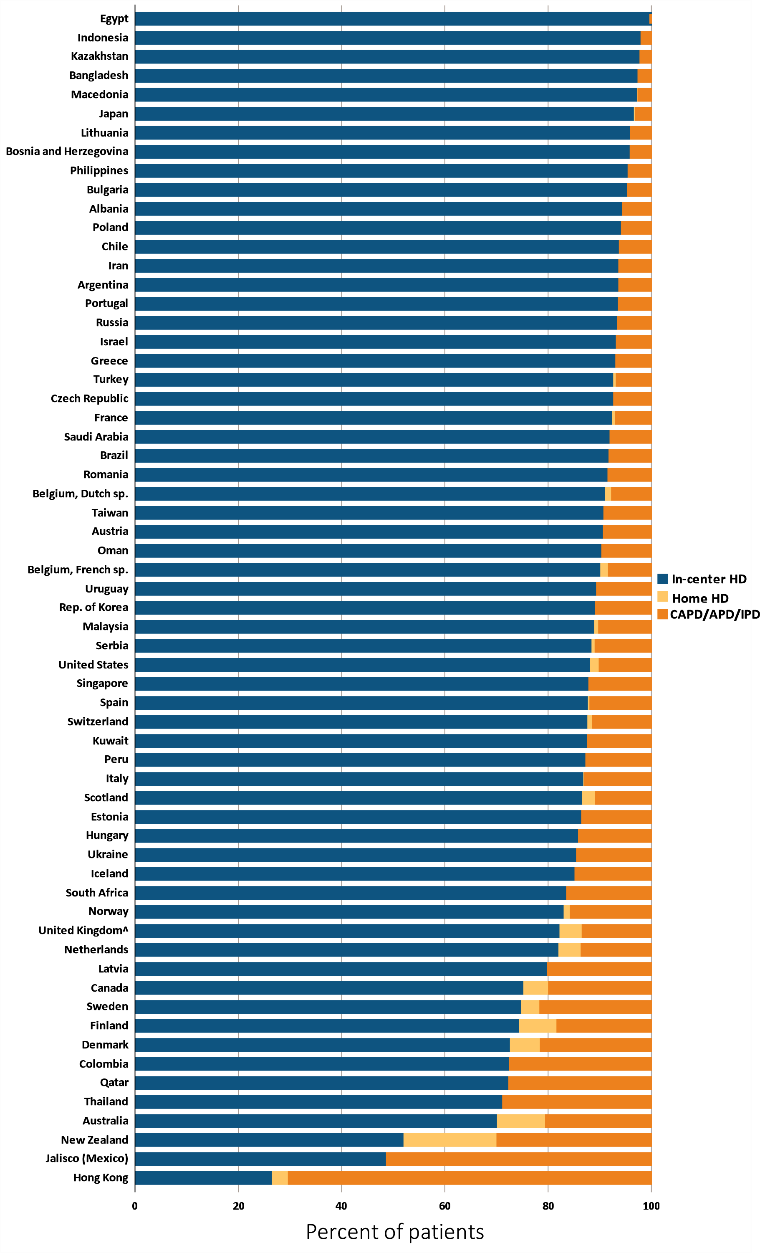 Egypt
Indonesia
Kazakhstan
Bangladesh
Macedonia
Japan
Lithuania
Bosnia and Herzegovina
Philippines
Bulgaria
Albania
Poland
Chile
Iran
Argentina
Portugal
Russia
Israel
Greece
Turkey
Czech Republic
France
Saudi Arabia
Brazil
Romania
Belgium, Dutch sp.
Taiwan
Austria
Oman
Belgium, French sp.
Uruguay
Rep. of Korea
Malaysia
Serbia
United States
Singapore
Spain
Switzerland
Kuwait
Peru
Italy
Scotland
Estonia
Hungary
Ukraine
Iceland
South Africa
Norway
United Kingdom^
Netherlands
Latvia
Canada
Sweden
Finland
Denmark
Colombia
Qatar
Thailand
Australia
New Zealand
Jalisco (Mexico)
Hong Kong
0 20 40 60 80 100
Percent of patients
In-center HD
Home HD
CAPD/APD/IPD